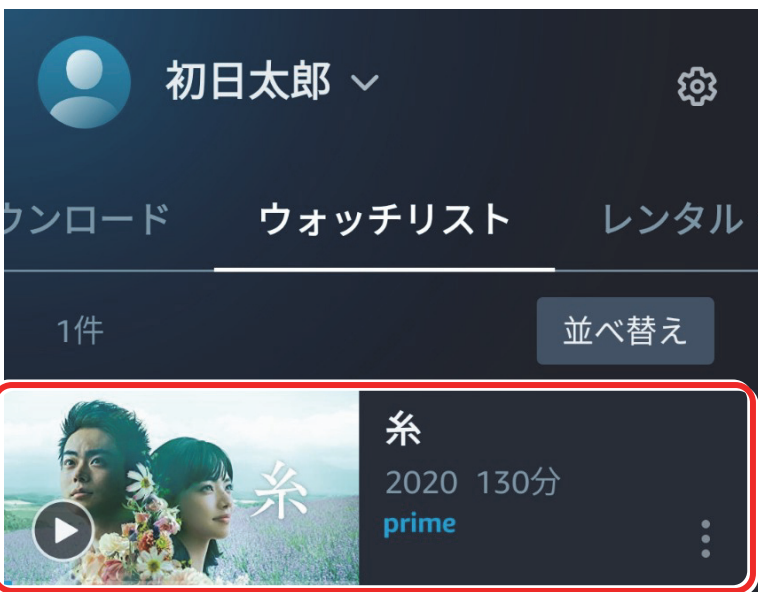 初日太郎
ウンロード ウォッチリスト レンタル
1件 並べ替え
糸
糸
2020 130分
prime